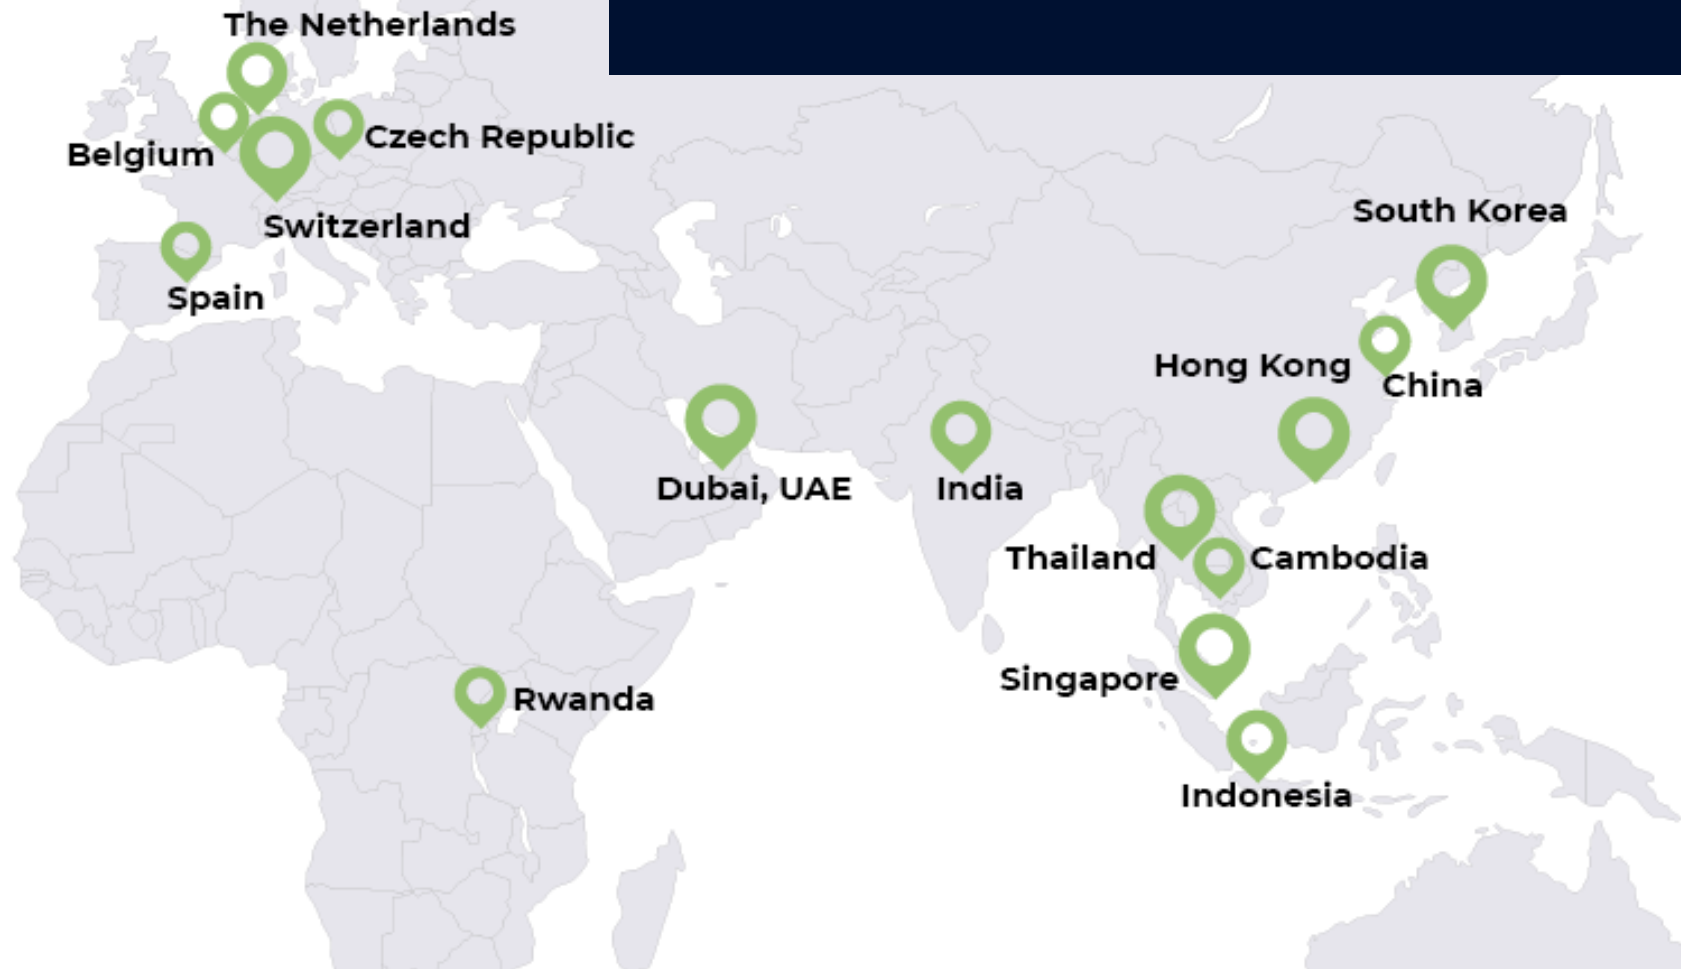 The Netherlands
Czech Republic
Belgium
Switzerland
South Korea
Spain
Hong Kong
China
Dubai, UAE
India
Thailand
Cambodia
Singapore
Rwanda
Indonesia